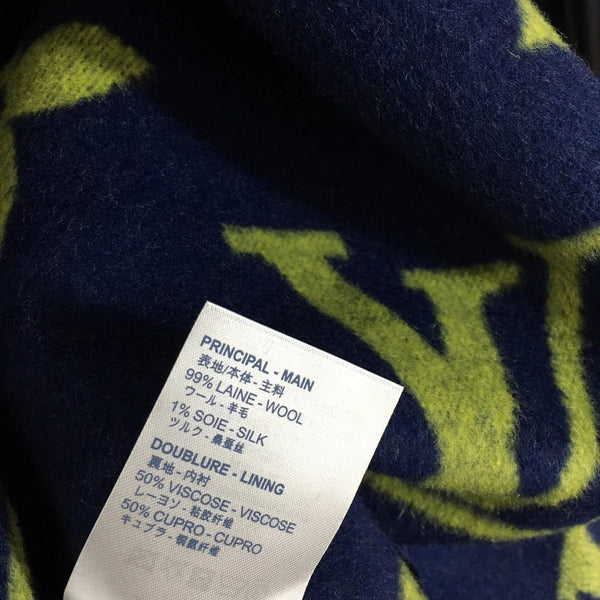 PRINCIPAL - MAIN
表地/本体 - 主料
99% LAINE - WOOL
ウール - 羊毛
1% SOIE - SILK
ツルク - 桑蚕丝
DOUBLURE - LINING
裏地 - 内衬
50% VISCOSE - VISCOSE
レーヨソ - 粘胶纤维
50% CUPRO - CUPRO
キュプラ - 铜氨纤维